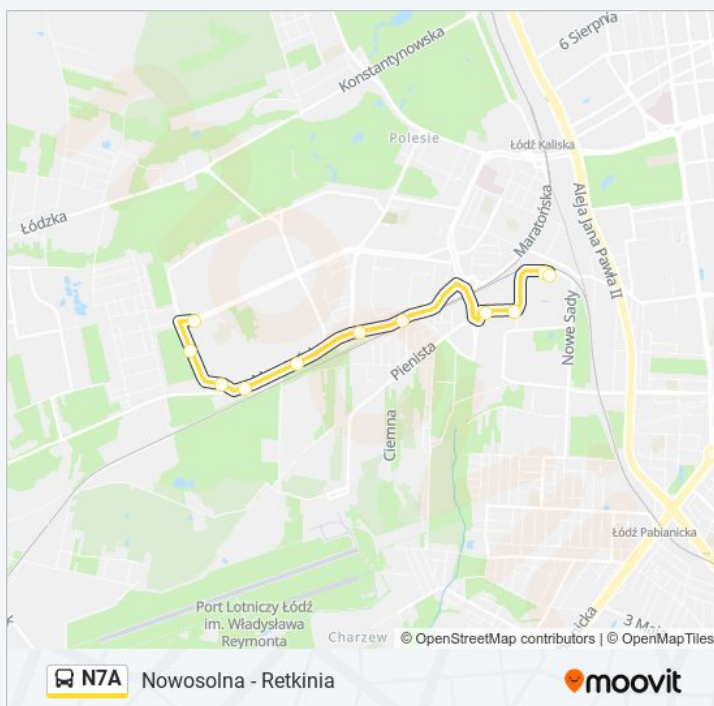 6 Sierpnia
Konstantynowska
Polesie
Łódź Kaliska
Maratońska
Aleja Jana Pawła II
Łódzka
Nowe Sady
Pienista
Ciemna
Łódź Pabianicka
Port Lotniczy Łódź
im. Władysława
Reymonta
Charzew
© OpenStreetMap contributors | © OpenMapTiles
N7A
Nowosolna - Retkinia
moovit